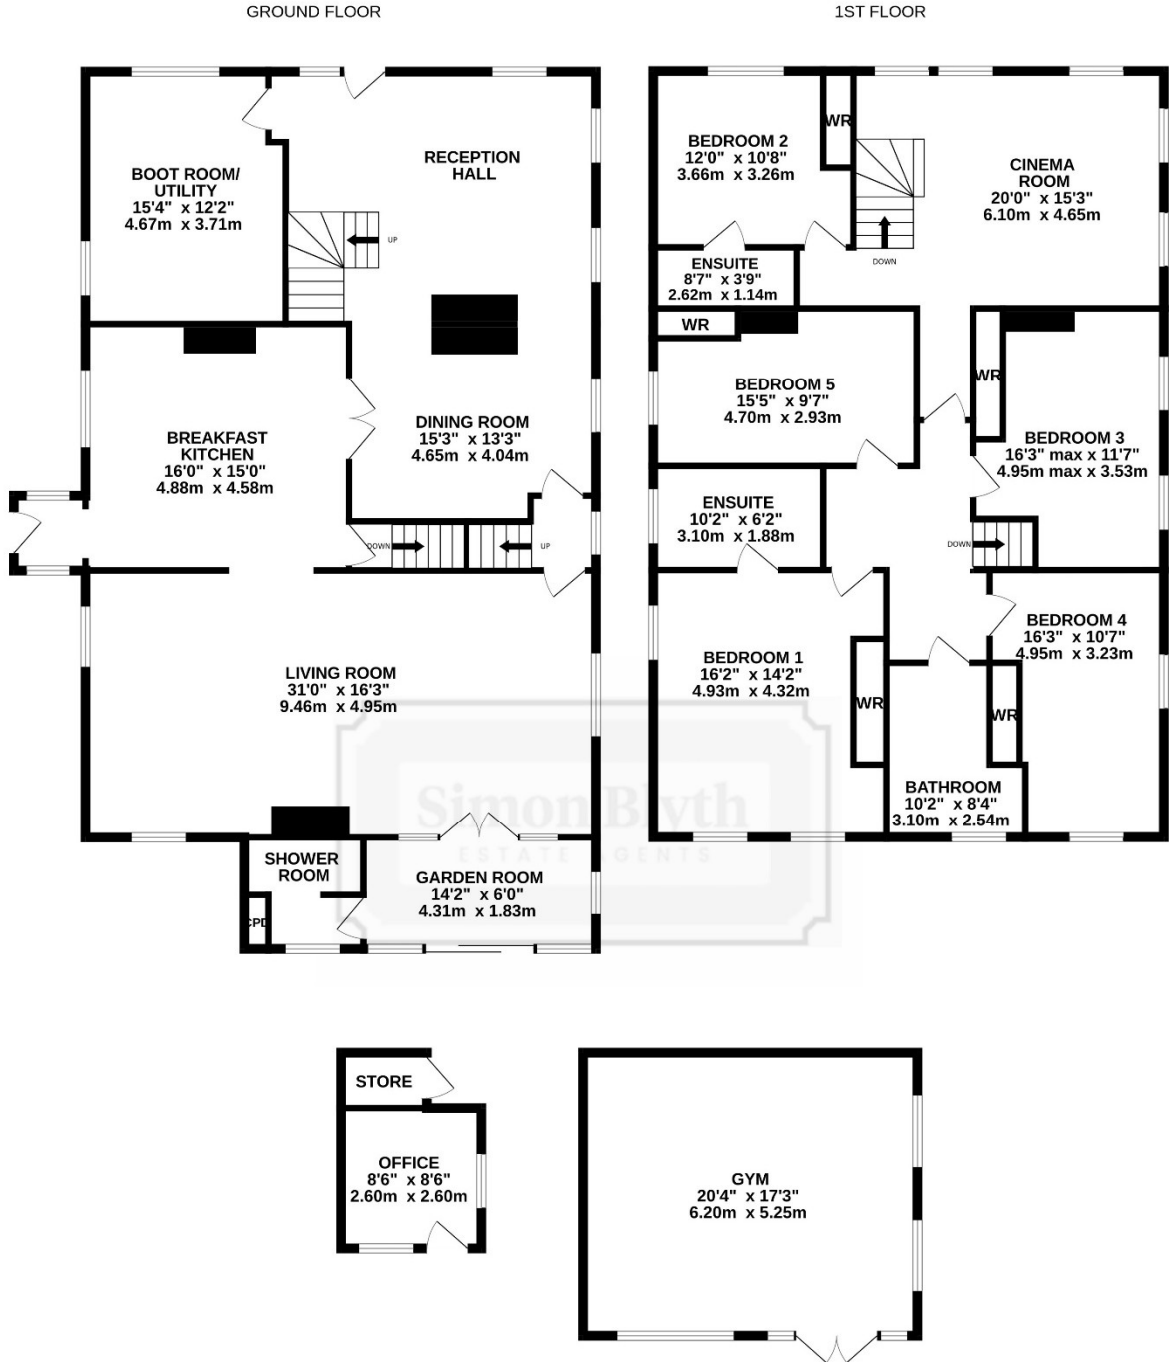 GROUND FLOOR
1ST FLOOR
BOOT ROOM/
UTILITY
15'4" x 12'2"
4.67m x 3.71m
RECEPTION
HALL
UP
BREAKFAST
KITCHEN
16'0" x 15'0"
4.88m x 4.58m
DINING ROOM
15'3" x 13'3"
4.65m x 4.04m
DOWN
UP
LIVING ROOM
31'0" x 16'3"
9.46m x 4.95m
SHOWER
ROOM
CPD
GARDEN ROOM
14'2" x 6'0"
4.31m x 1.83m
BEDROOM 2
12'0" x 10'8"
3.66m x 3.26m
WR
CINEMA
ROOM
20'0" x 15'3"
6.10m x 4.65m
DOWN
ENSUITE
8'7" x 3'9"
2.62m x 1.14m
WR
BEDROOM 5
15'5" x 9'7"
4.70m x 2.93m
WR
BEDROOM 3
16'3" max x 11'7"
4.95m max x 3.53m
ENSUITE
10'2" x 6'2"
3.10m x 1.88m
DOWN
BEDROOM 1
16'2" x 14'2"
4.93m x 4.32m
WR
BEDROOM 4
16'3" x 10'7"
4.95m x 3.23m
WR
BATHROOM
10'2" x 8'4"
3.10m x 2.54m
Simon Blyth
ESTATE AGENTS
STORE
OFFICE
8'6" x 8'6"
2.60m x 2.60m
GYM
20'4" x 17'3"
6.20m x 5.25m